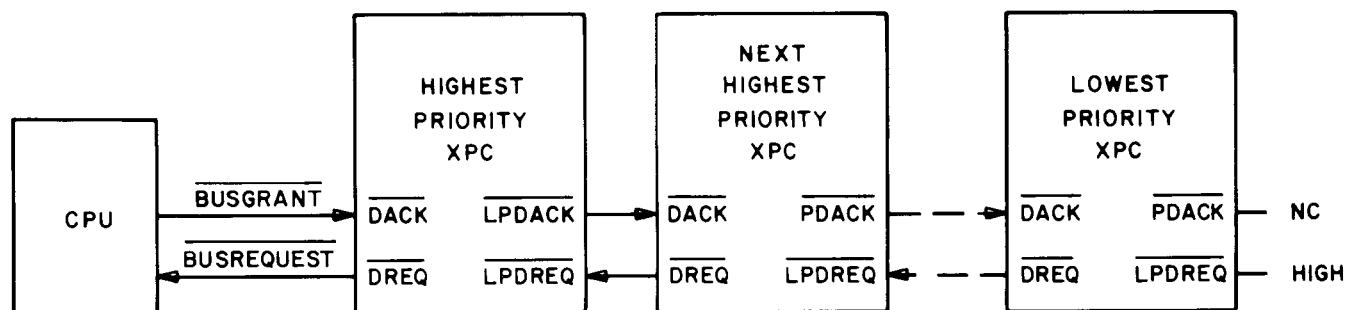 CPU
BUSGRANT
BUSREQUEST
HIGHEST
PRIORITY
XPC
DACK LPDACK
DREQ LPDREQ
NEXT
HIGHEST
PRIORITY
XPC
DACK PDACK
DREQ LPDREQ
LOWEST
PRIORITY
XPC
DACK PDACK
DREQ LPDREQ
NC
HIGH